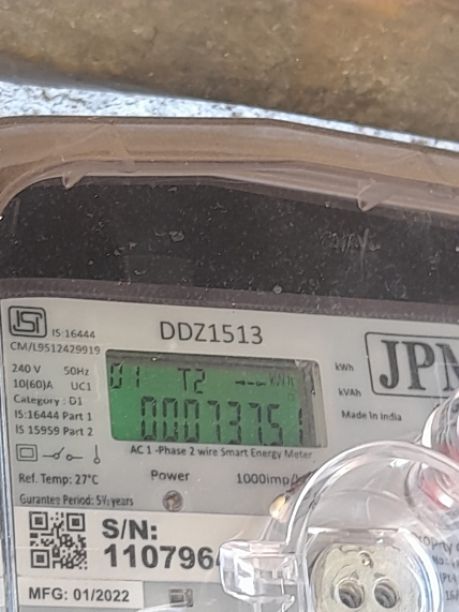 IS:16444
CM/L9512429919
DDZ1513
240 V 50Hz
10(60)A UC1
Category : D1
IS:16444 Part 1
IS 15959 Part 2
01 T2 kWh
kWh
kVAh
JPM
Made in India
AC 1 -Phase 2 wire Smart Energy Meter
Ref. Temp: 27°C
Power
1000imp/
Gurantee Period: 5½ years
S/N:
110796
MFG: 01/2022